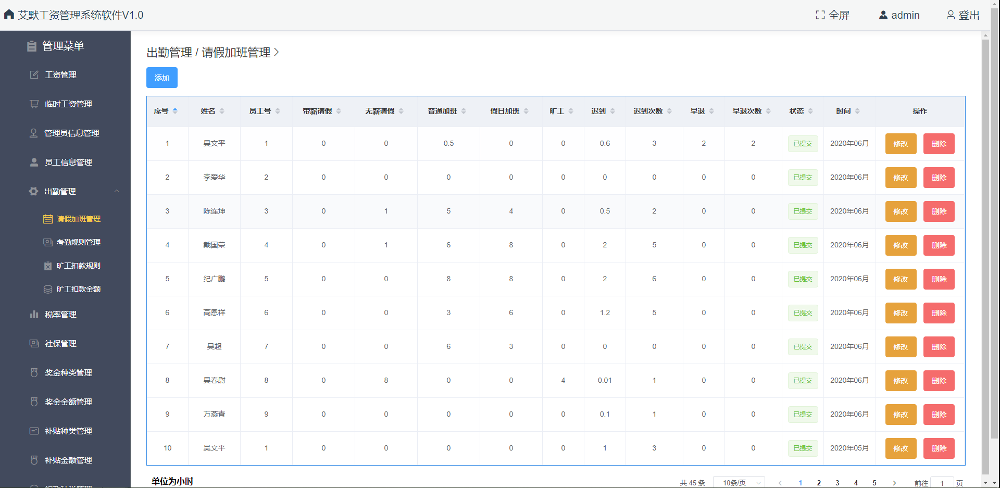 艾默工资管理系统软件V1.0 全屏 admin 登出
管理菜单
工资管理
临时工资管理
管理员信息管理
员工信息管理
出勤管理
请假加班管理
考勤规则管理
旷工扣款规则
旷工扣款金额
税率管理
社保管理
奖金种类管理
奖金金额管理
补贴种类管理
补贴金额管理
出勤管理 / 请假加班管理
添加
序号 姓名 员工号 带薪请假 无薪请假 普通加班 假日加班 旷工 迟到 迟到次数 早退 早退次数 状态 时间 操作
1 吴文平 1 0 0 0.5 0 0 0.6 3 2 2 已提交 2020年06月 修改 删除
2 李爱华 2 0 0 0 0 0 0 0 0 0 已提交 2020年06月 修改 删除
3 陈连坤 3 0 1 5 4 0 0.5 2 0 0 已提交 2020年06月 修改 删除
4 戴国荣 4 0 1 6 8 0 2 5 0 0 已提交 2020年06月 修改 删除
5 纪广鹏 5 0 0 8 8 0 2 6 0 0 已提交 2020年06月 修改 删除
6 高恩祥 6 0 0 3 6 0 1.2 5 0 0 已提交 2020年06月 修改 删除
7 吴超 7 0 0 6 3 0 0 0 0 0 已提交 2020年06月 修改 删除
8 吴春尉 8 0 8 0 0 4 0.01 1 0 0 已提交 2020年06月 修改 删除
9 万燕青 9 0 0 0 0 0 0.1 1 0 0 已提交 2020年06月 修改 删除
10 吴文平 1 0 0 0 0 0 1 3 0 0 已提交 2020年05月 修改 删除
单位为小时 共 45 条 10条/页 1 2 3 4 5 前往 1 页